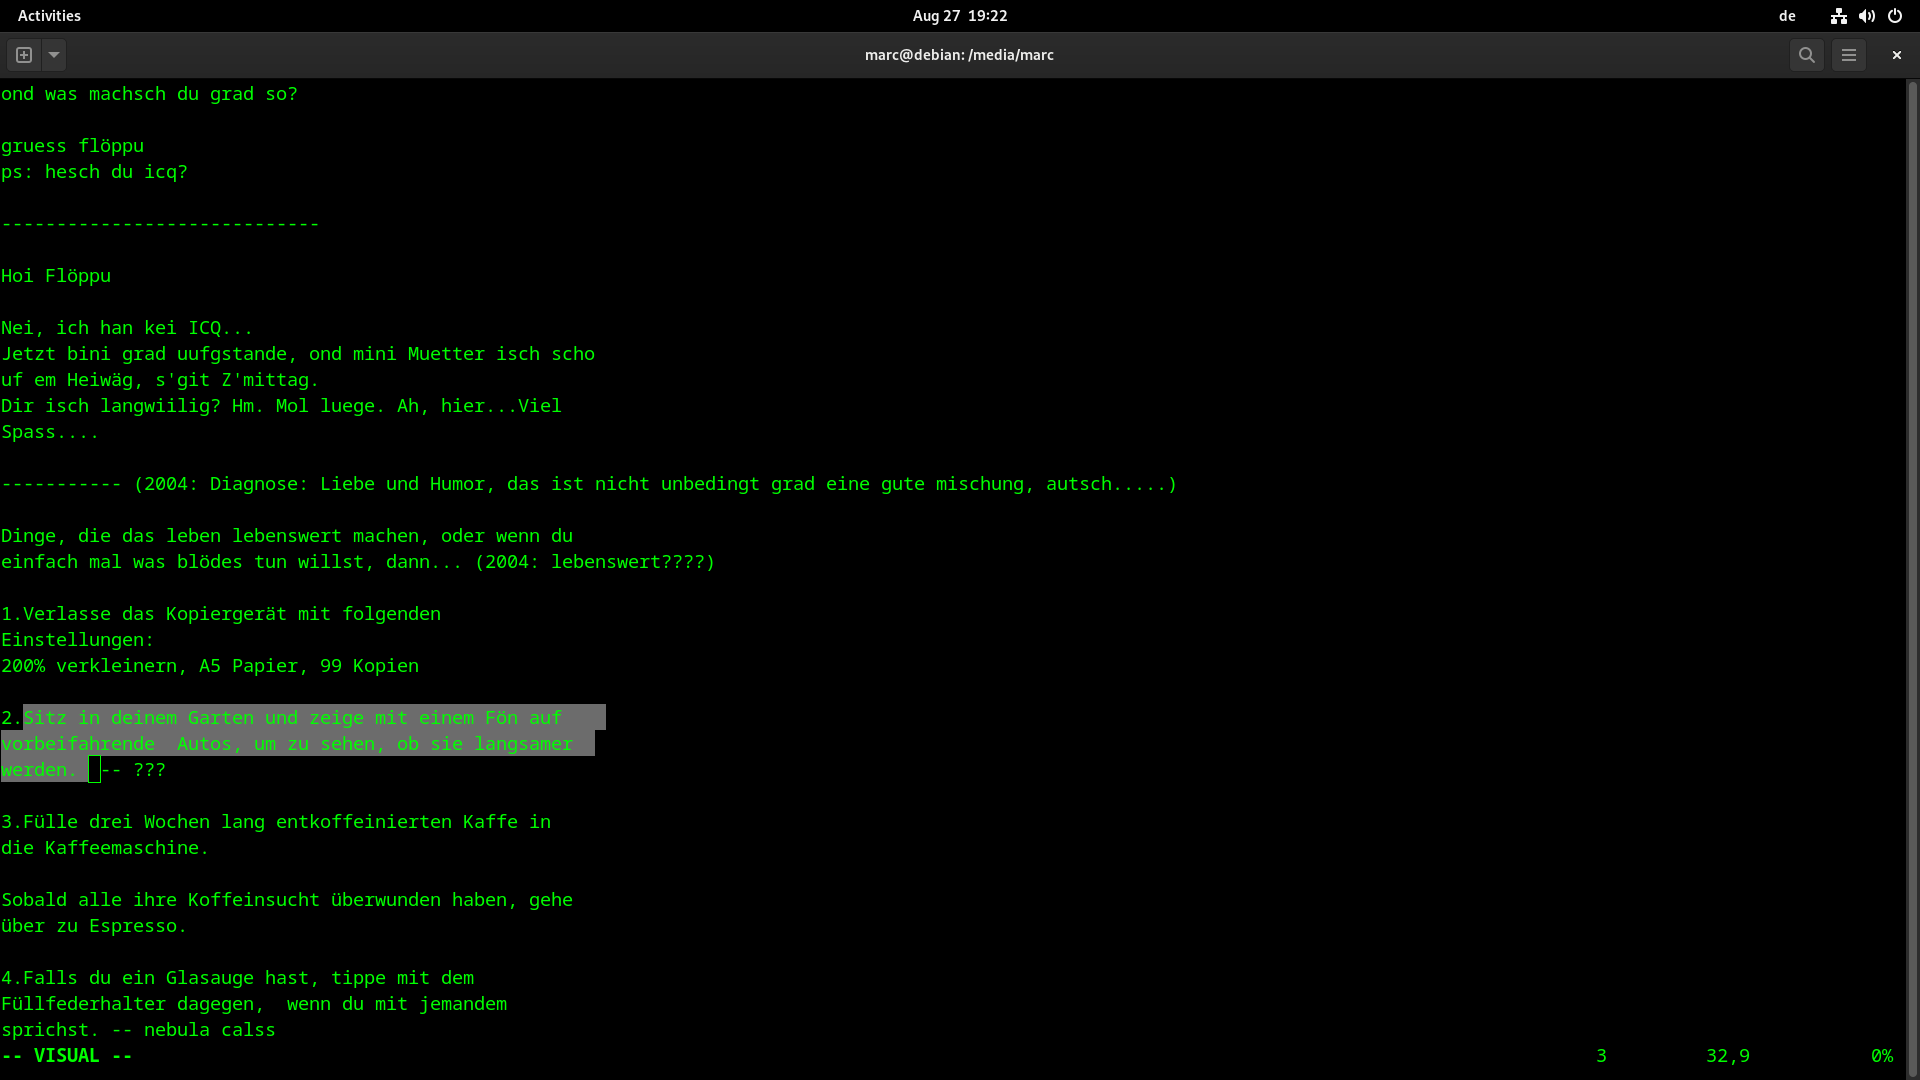 Activities
Aug 27 19:22
de
marc@debian: /media/marc
ond was machsch du grad so?
gruess flöppu
ps: hesch du icq?
-----------------------------
Hoi Flöppu
Nei, ich han kei ICQ...
Jetzt bini grad uufgstande, ond mini Muetter isch scho
uf em Heiwäg, s'git Z'mittag.
Dir isch langwiilig? Hm. Mol luege. Ah, hier...Viel
Spass....
----------- (2004: Diagnose: Liebe und Humor, das ist nicht unbedingt grad eine gute mischung, autsch.....)
Dinge, die das leben lebenswert machen, oder wenn du
einfach mal was blödes tun willst, dann... (2004: lebenswert????)
1.Verlasse das Kopiergerät mit folgenden
Einstellungen:
200% verkleinern, A5 Papier, 99 Kopien
2.Sitz in deinem Garten und zeige mit einem Fön auf
vorbeifahrende  Autos, um zu sehen, ob sie langsamer
werden. -- ???
3.Fülle drei Wochen lang entkoffeinierten Kaffe in
die Kaffeemaschine.
Sobald alle ihre Koffeinsucht überwunden haben, gehe
über zu Espresso.
4.Falls du ein Glasauge hast, tippe mit dem
Füllfederhalter dagegen,  wenn du mit jemandem
sprichst. -- nebula calss
-- VISUAL -- 3 32,9 0%